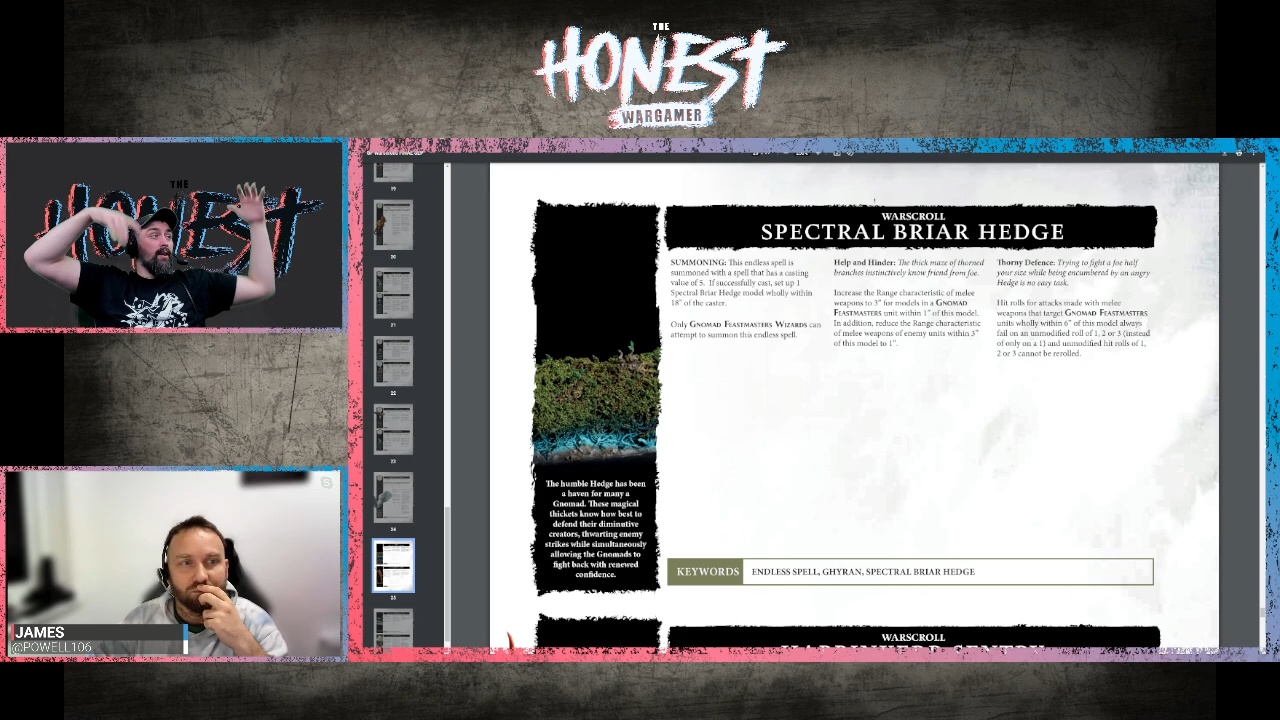 THE
HONEST
WARGAMER
THE
HONEST
JAMES
@POWELL106
19
20
21
22
23
24
25
WARSCROLL
SPECTRAL BRIAR HEDGE
SUMMONING: This endless spell is
summoned with a spell that has a casting
value of 5. If successfully cast, set up 1
Spectral Briar Hedge model wholly within
18" of the caster.
Only GNOMAD FEASTMASTERS WIZARDS can
attempt to summon this endless spell.
Help and Hinder: The thick maze of thorned
branches instinctively know friend from foe.
Increase the Range characteristic of melee
weapons to 3" for models in a GNOMAD
FEASTMASTERS unit within 1" of this model.
In addition, reduce the Range characteristic
of melee weapons of enemy units within 3"
of this model to 1".
Thorny Defence: Trying to fight a foe half
your size while being encumbered by an angry
Hedge is no easy task.
Hit rolls for attacks made with melee
weapons that target GNOMAD FEASTMASTERS
units wholly within 6" of this model always
fail on an unmodified roll of 1, 2 or 3 (instead
of only on a 1) and unmodified hit rolls of 1,
2 or 3 cannot be rerolled.
The humble Hedge has been
a haven for many a
Gnomad. These magical
thickets know how best to
defend their diminutive
creators, thwarting enemy
strikes while simultaneously
allowing the Gnomads to
fight back with renewed
confidence.
KEYWORDS ENDLESS SPELL, GHYRAN, SPECTRAL BRIAR HEDGE
WARSCROLL